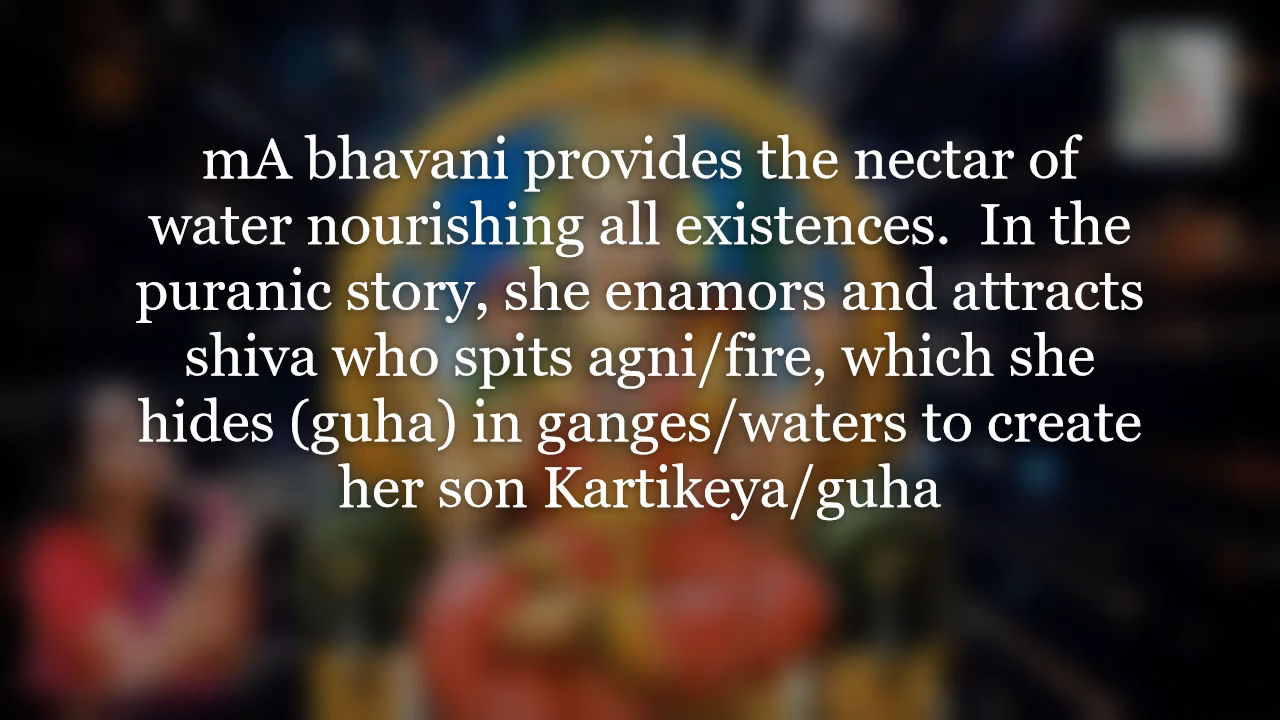 mA bhavani provides the nectar of
water nourishing all existences.  In the
puranic story, she enamors and attracts
shiva who spits agni/fire, which she
hides (guha) in ganges/waters to create
her son Kartikeya/guha